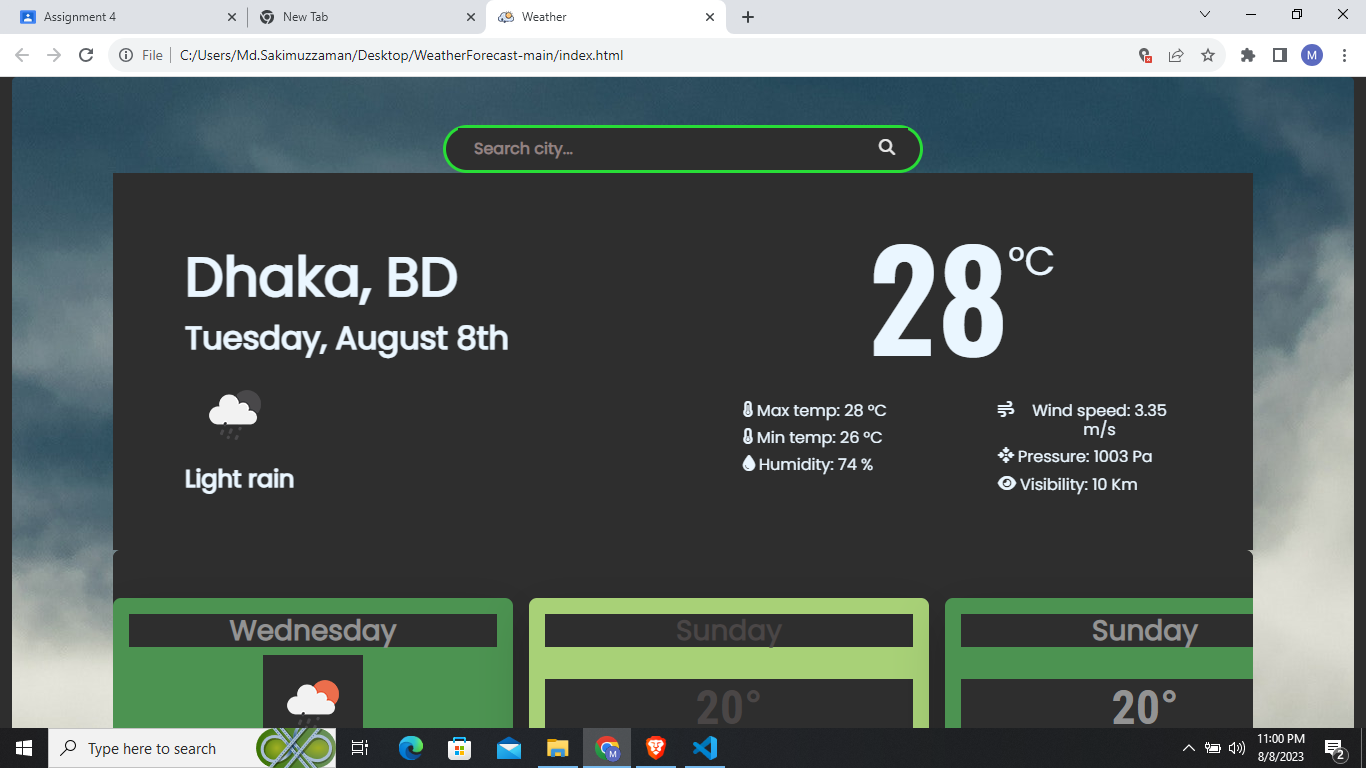 Assignment 4
New Tab
Weather
File
C:/Users/Md.Sakimuzzaman/Desktop/WeatherForecast-main/index.html
M
Search city...
Dhaka, BD
28 °C
Tuesday, August 8th
Light rain
Max temp: 28 °C
Min temp: 26 °C
Humidity: 74 %
Wind speed: 3.35
m/s
Pressure: 1003 Pa
Visibility: 10 Km
Wednesday
Sunday
20°
Sunday
20°
Type here to search
M
11:00 PM
8/8/2023
2